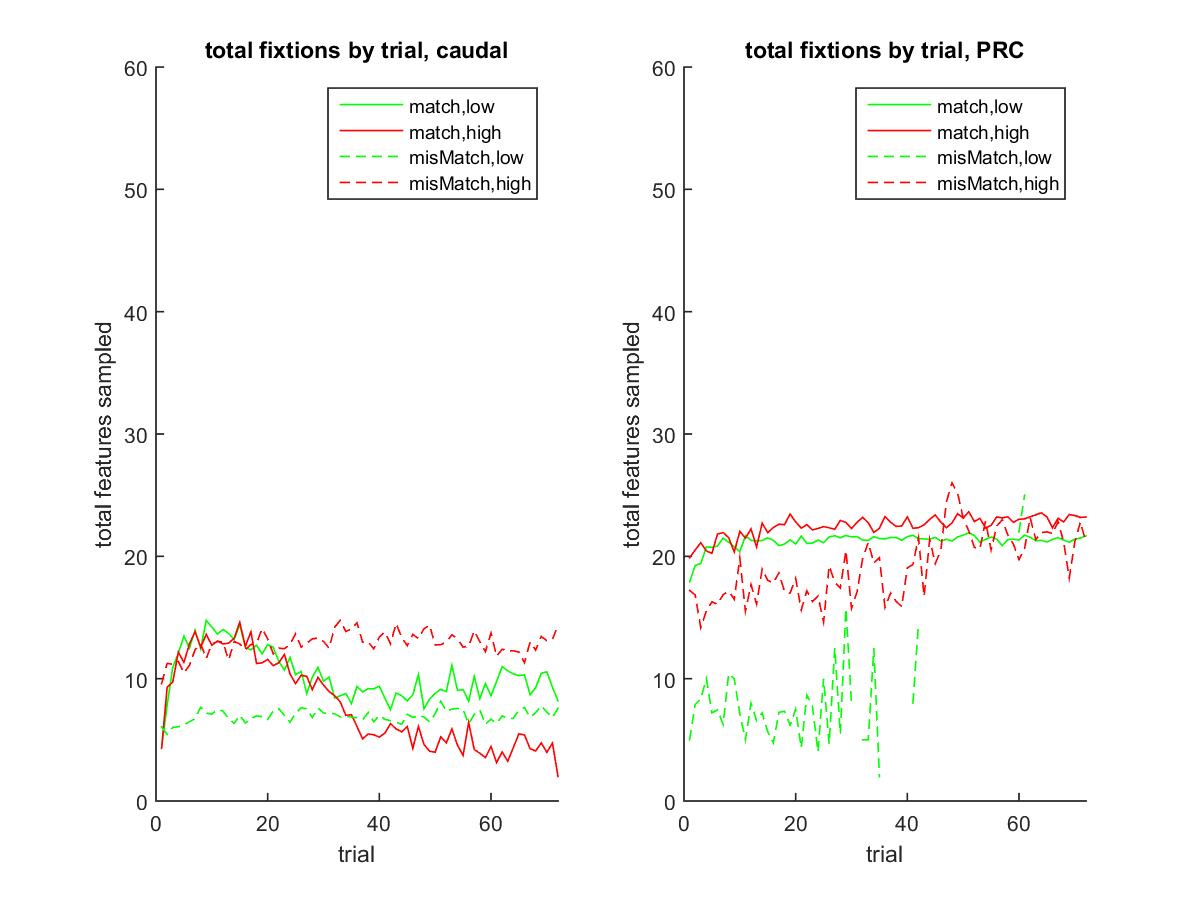 total fixtions by trial, caudal
60
50
40
30
20
10
0
0 20 40 60
total features sampled
trial
match,low
match,high
misMatch,low
misMatch,high
total fixtions by trial, PRC
60
50
40
30
20
10
0
0 20 40 60
total features sampled
trial
match,low
match,high
misMatch,low
misMatch,high